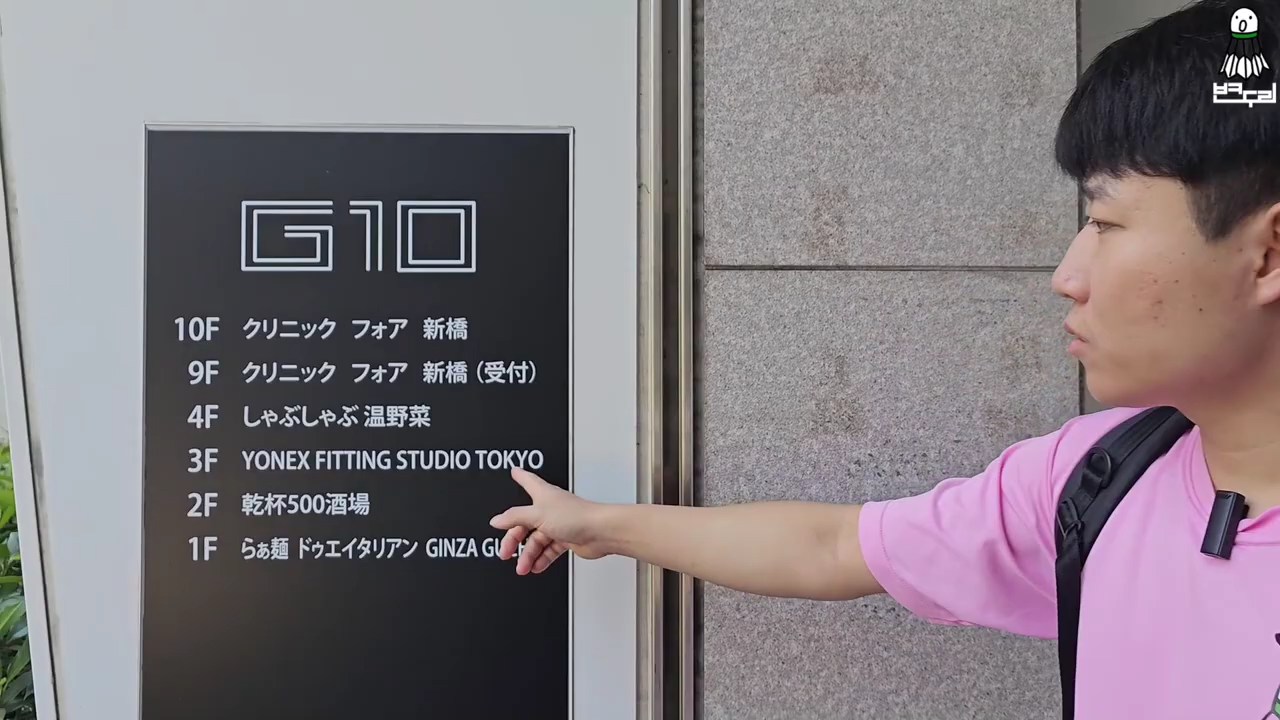 번쿠리
G10
10F クリニック フォア 新橋
9F クリニック フォア 新橋 (受付)
4F しゃぶしゃぶ 温野菜
3F YONEX FITTING STUDIO TOKYO
2F 乾杯500酒場
1F らぁ麺 ドゥエイタリアン GINZA